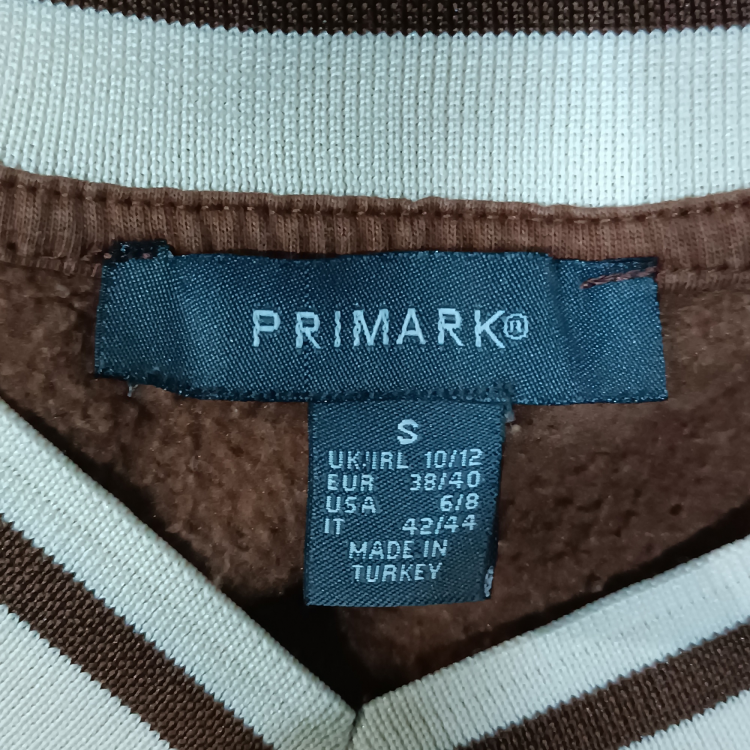 PRIMARK®
S
UK/IRL 10/12
EUR 38/40
USA 6/8
IT 42/44
MADE IN
TURKEY